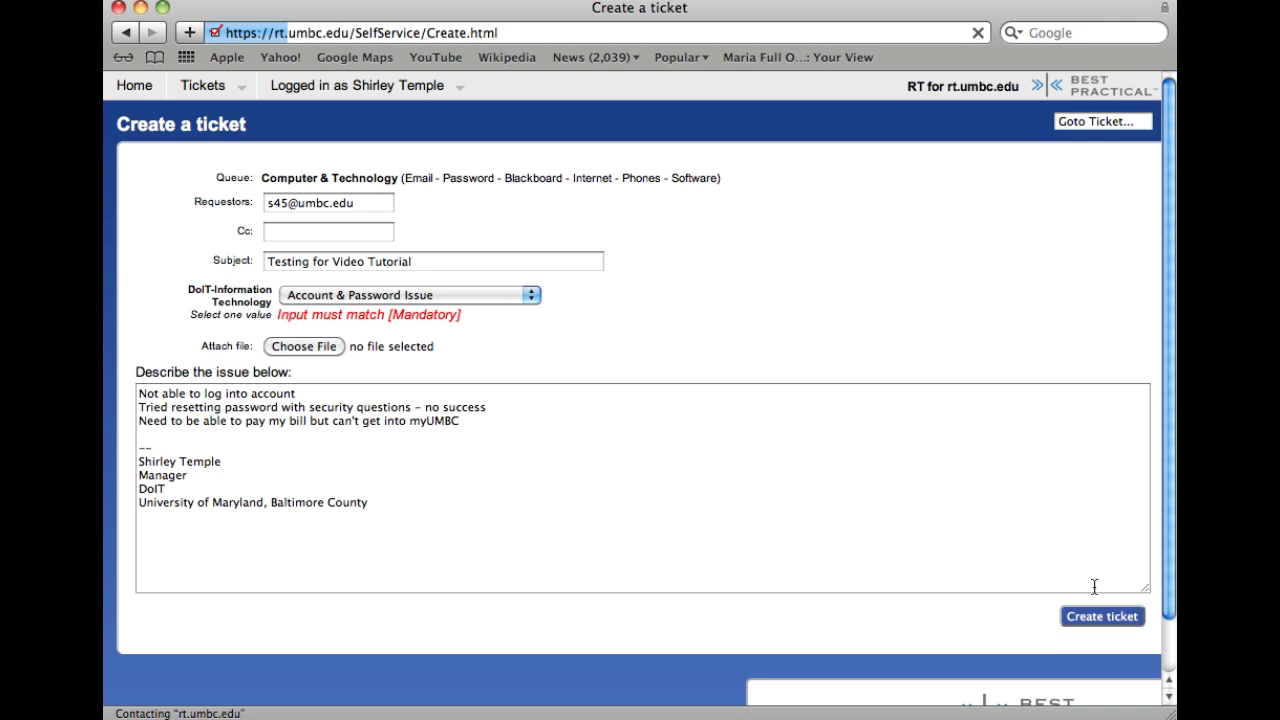 Create a ticket
https://rt.umbc.edu/SelfService/Create.html
Google
Apple Yahoo! Google Maps YouTube Wikipedia News (2,039) Popular Maria Full O...: Your View
Home Tickets Logged in as Shirley Temple RT for rt.umbc.edu BEST PRACTICAL™
Create a ticket
Goto Ticket...
Queue: Computer & Technology (Email - Password - Blackboard - Internet - Phones - Software)
Requestors: s45@umbc.edu
Cc:
Subject: Testing for Video Tutorial
DoIT-Information Technology Account & Password Issue
Select one value Input must match [Mandatory]
Attach file: Choose File no file selected
Describe the issue below:
Not able to log into account
Tried resetting password with security questions – no success
Need to be able to pay my bill but can't get into myUMBC
--
Shirley Temple
Manager
DoIT
University of Maryland, Baltimore County
Create ticket
BEST
Contacting "rt.umbc.edu"